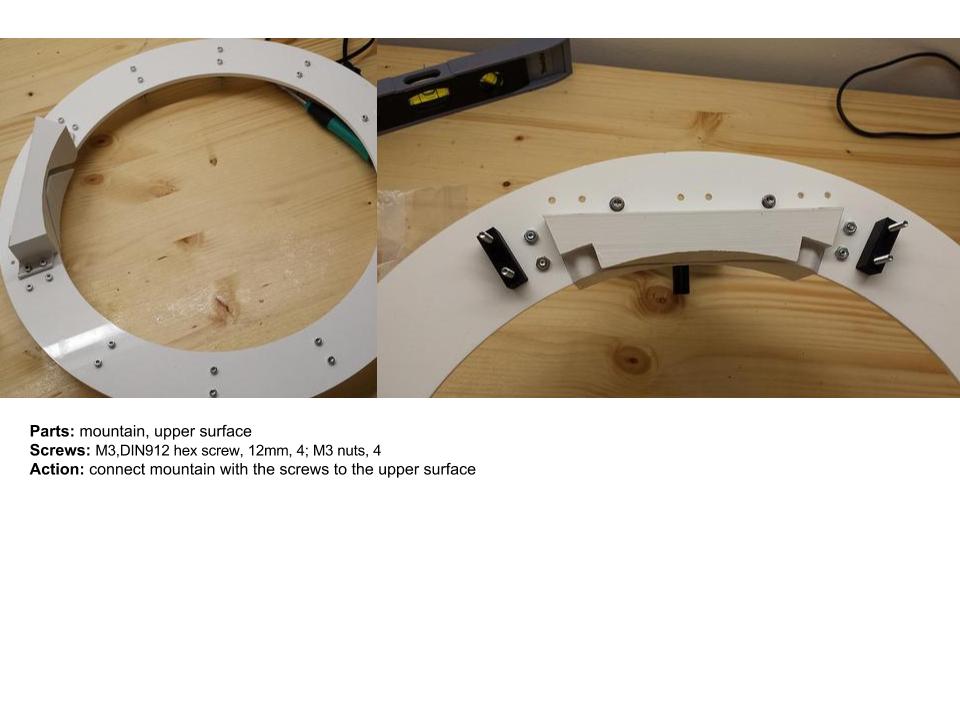 Parts: mountain, upper surface
Screws: M3,DIN912 hex screw, 12mm, 4; M3 nuts, 4
Action: connect mountain with the screws to the upper surface